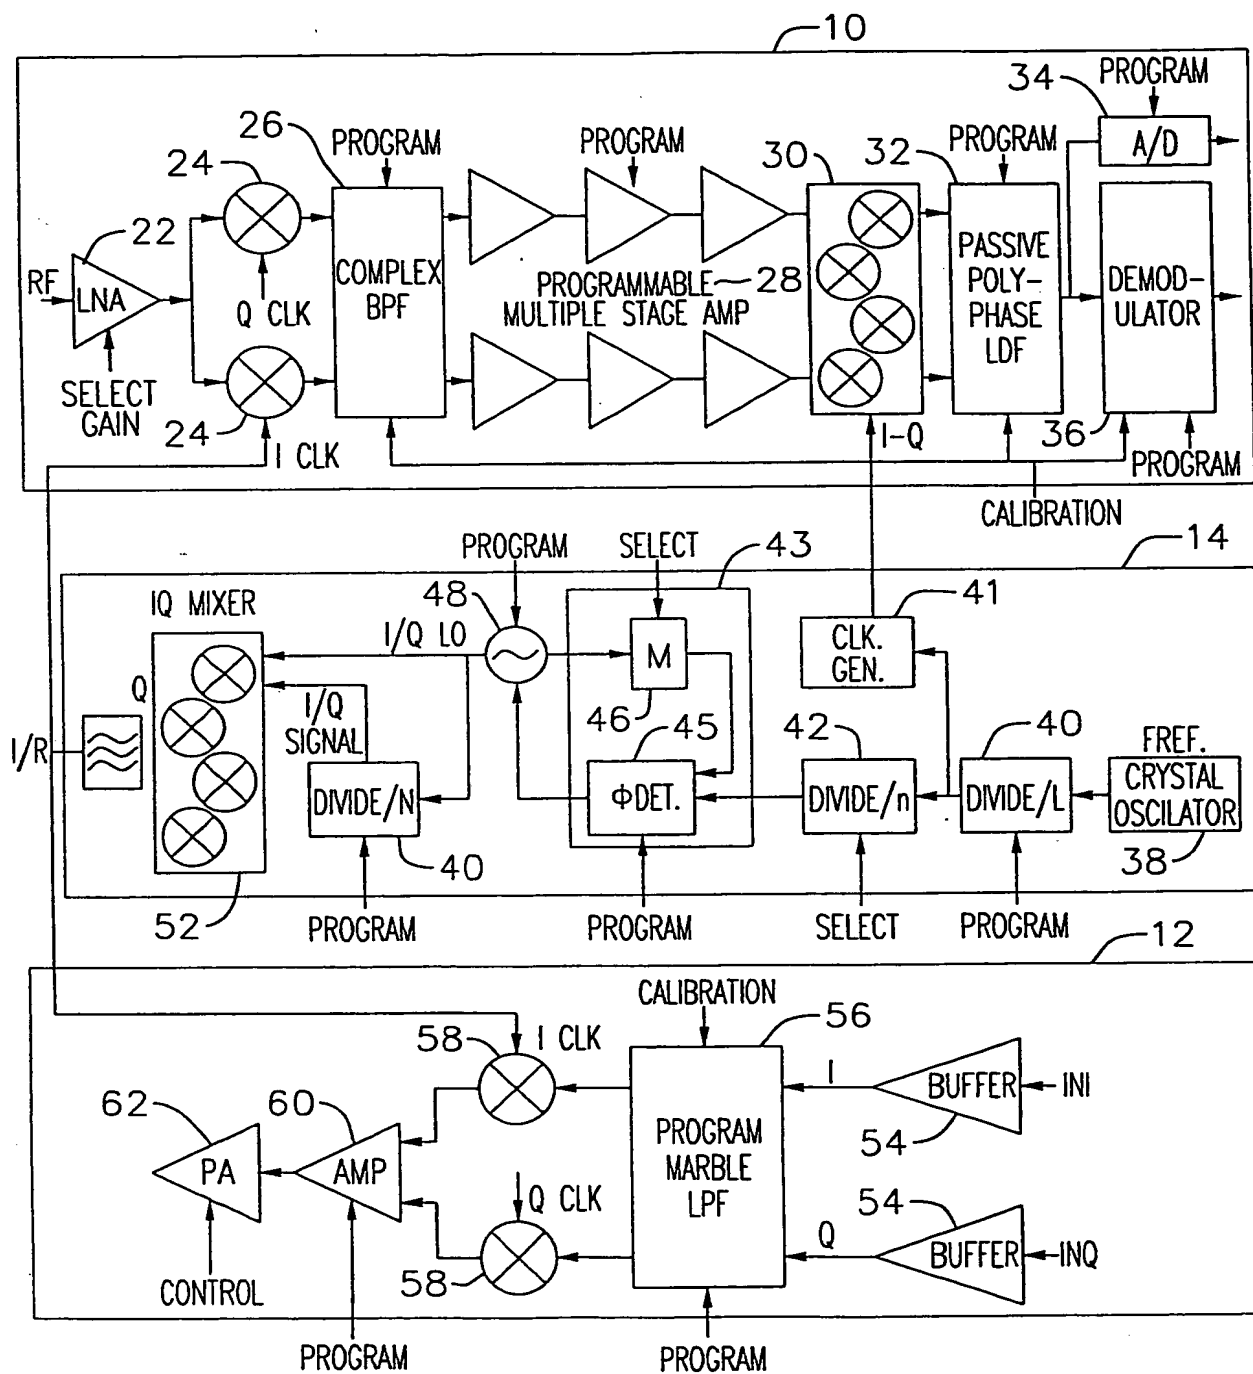 10
PROGRAM
34
A/D
26
PROGRAM
PROGRAM
30
32
PROGRAM
24
22
RF
LNA
Q CLK
COMPLEX
BPF
PROGRAMMABLE
MULTIPLE STAGE AMP
28
PASSIVE
POLY-
PHASE
LDF
DEMOD-
ULATOR
SELECT
GAIN
24
I CLK
I-Q
36
PROGRAM
CALIBRATION
PROGRAM
SELECT
43
14
IQ MIXER
48
41
I/Q LO
M
CLK.
GEN.
Q
I/Q
SIGNAL
46
45
42
40
FREF.
CRYSTAL
OSCILATOR
I/R
DIVIDE/N
ΦDET.
DIVIDE/n
DIVIDE/L
40
38
52
PROGRAM
PROGRAM
SELECT
PROGRAM
12
CALIBRATION
56
58
I CLK
I
BUFFER
INI
54
62
60
PA
AMP
PROGRAM
MARBLE
LPF
Q CLK
54
Q
BUFFER
INQ
58
CONTROL
PROGRAM
PROGRAM